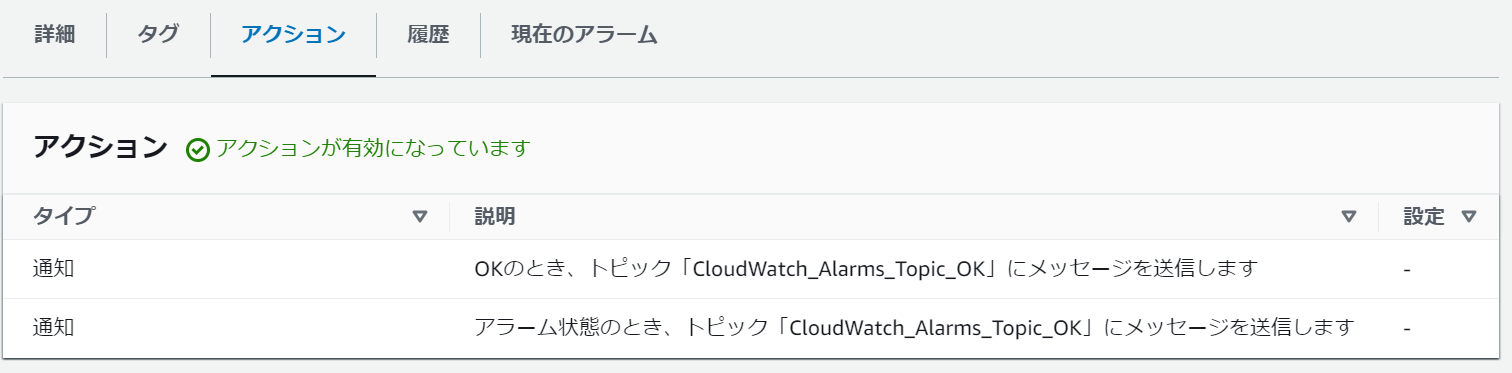 詳細 タグ アクション 履歴 現在のアラーム
アクション アクションが有効になっています
タイプ 説明 設定
通知 OKのとき、トピック「CloudWatch_Alarms_Topic_OK」にメッセージを送信します -
通知 アラーム状態のとき、トピック「CloudWatch_Alarms_Topic_OK」にメッセージを送信します -